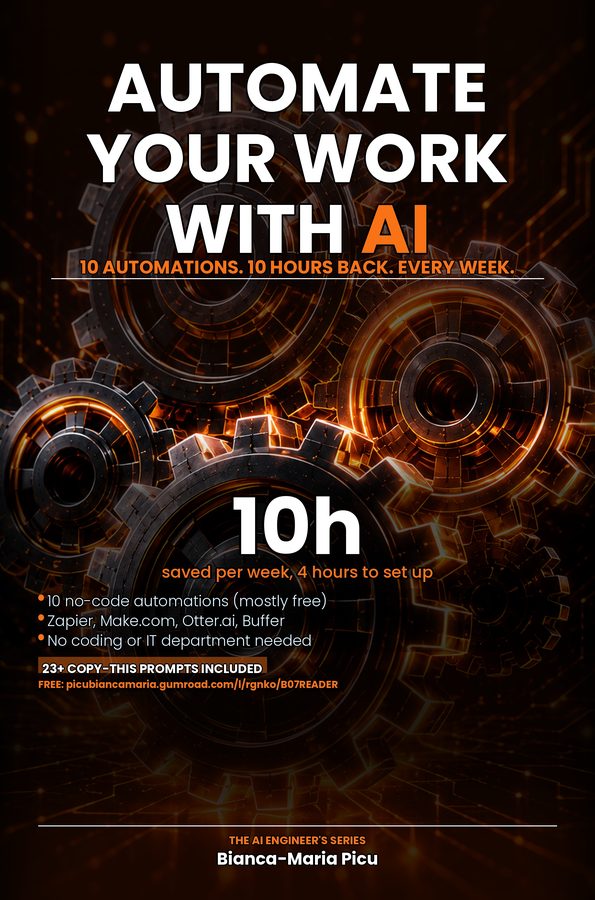 AUTOMATE
YOUR WORK
WITH AI
10 AUTOMATIONS. 10 HOURS BACK. EVERY WEEK.
10h
saved per week, 4 hours to set up
• 10 no-code automations (mostly free)
• Zapier, Make.com, Otter.ai, Buffer
• No coding or IT department needed
23+ COPY-THIS PROMPTS INCLUDED
FREE: picubiancamaria.gumroad.com/l/rgnko/B07READER
THE AI ENGINEER'S SERIES
Bianca-Maria Picu